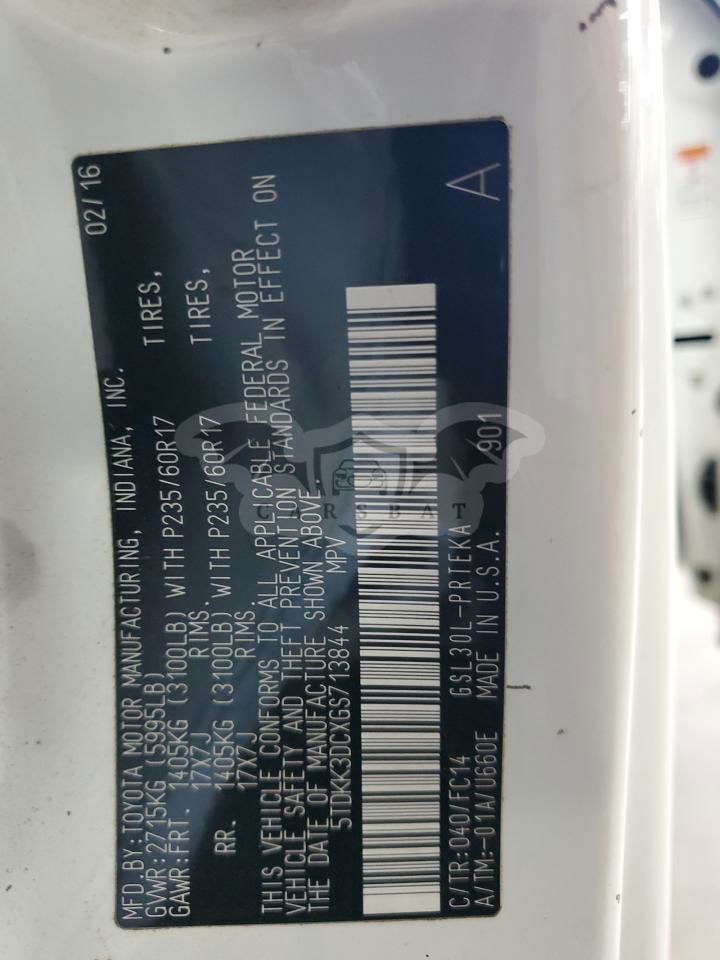 MFD.BY:TOYOTA MOTOR MANUFACTURING, INDIANA, INC. 02/16
GVWR:2715KG (5995LB)
GAWR:FRT. 1405KG (3100LB) WITH P235/60R17 TIRES,
17X7J RIMS.
RR. 1405KG (3100LB) WITH P235/60R17 TIRES,
17X7J RIMS.
THIS VEHICLE CONFORMS TO ALL APPLICABLE FEDERAL MOTOR
VEHICLE SAFETY AND THEFT PREVENTION STANDARDS IN EFFECT ON
THE DATE OF MANUFACTURE SHOWN ABOVE.
5TDKK3DCXGS713844 MPV
CARSBAT
C/TR:040/FC14 GSL30L-PRTEKA A
A/TM:-01A/U660E MADE IN U.S.A. 901